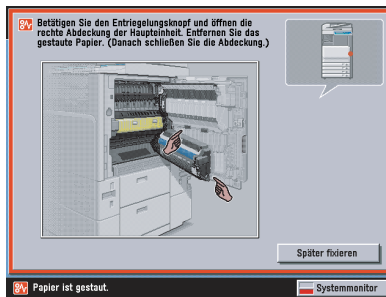 Betätigen Sie den Entriegelungsknopf und öffnen die
rechte Abdeckung der Haupteinheit. Entfernen Sie das
gestaute Papier. (Danach schließen Sie die Abdeckung.)
Später fixieren
Papier ist gestaut.
Systemmonitor